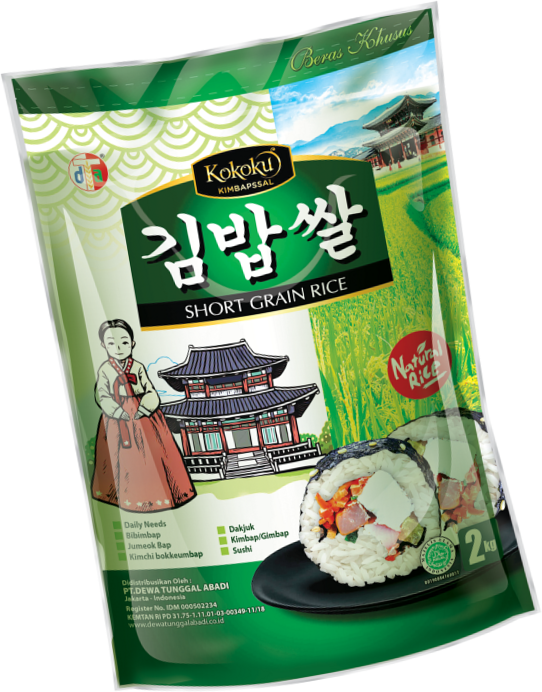 Beras Khusus
Kokoku
KIMBAPSSAL
김밥쌀
SHORT GRAIN RICE
Natural
Rice
Daily Needs
Bibimbap
Jumeok Bap
Kimchi bokkeumbap
Dakjuk
Kimbap/Gimbap
Sushi
2 kg
Didistribusikan Oleh :
PT.DEWA TUNGGAL ABADI
Jakarta - Indonesia
Register No. IDM 000502234
KEMTAN RI PD 31.75-1.11.01-03-00349-11/18
www.dewatunggalabadi.co.id